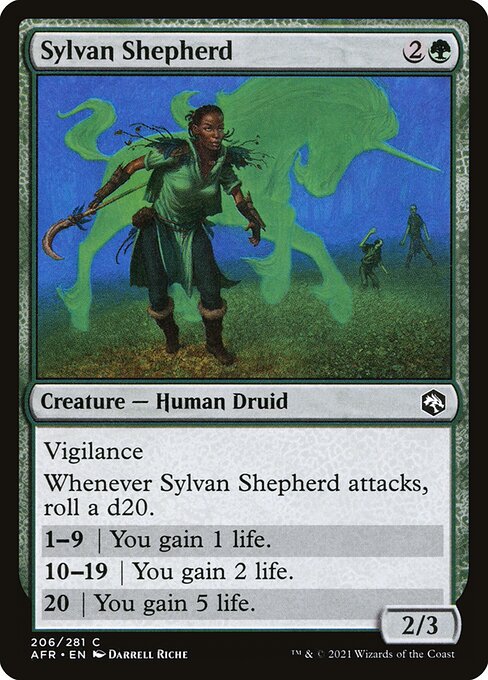 Sylvan Shepherd 2
Creature — Human Druid
Vigilance
Whenever Sylvan Shepherd attacks,
roll a d20.
1–9 | You gain 1 life.
10–19 | You gain 2 life.
20 | You gain 5 life.
2/3
206/281 C
AFR • EN Darrell Riche
™ & © 2021 Wizards of the Coast